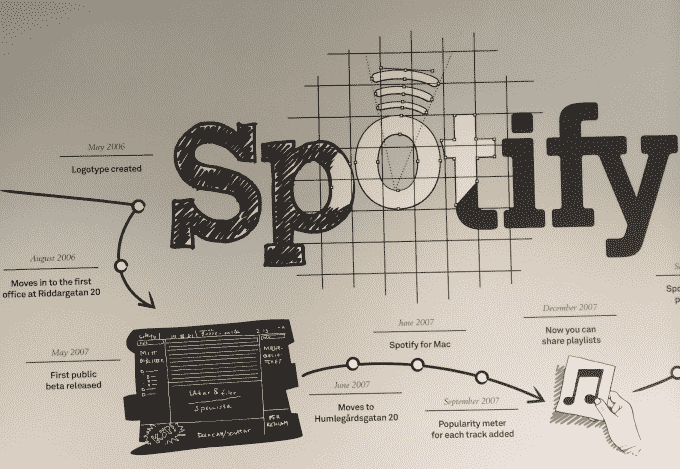 Spotify
May 2006
Logotype created
August 2006
Moves in to the first
office at Riddargatan 20
May 2007
First public
beta released
June 2007
Spotify for Mac
June 2007
Moves to
Humlegårdsgatan 20
September 2007
Popularity meter
for each track added
December 2007
Now you can
share playlists
Spo
p